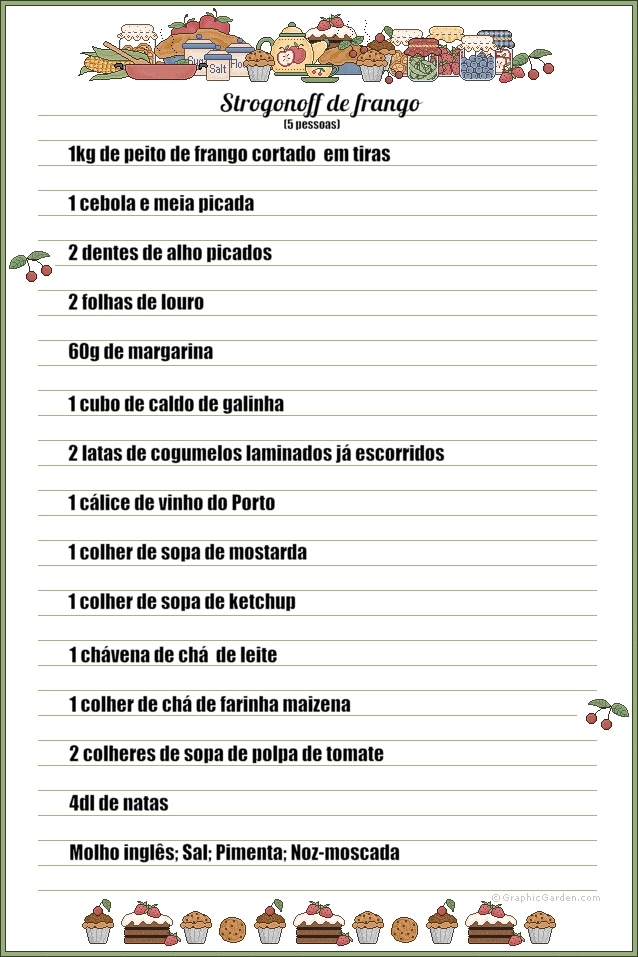 Sugar
Salt
Flo
Strogonoff de frango
(5 pessoas)
1kg de peito de frango cortado em tiras
1 cebola e meia picada
2 dentes de alho picados
2 folhas de louro
60g de margarina
1 cubo de caldo de galinha
2 latas de cogumelos laminados já escorridos
1 cálice de vinho do Porto
1 colher de sopa de mostarda
1 colher de sopa de ketchup
1 chávena de chá de leite
1 colher de chá de farinha maizena
2 colheres de sopa de polpa de tomate
4dl de natas
Molho inglês; Sal; Pimenta; Noz-moscada
©GraphicGarden.com